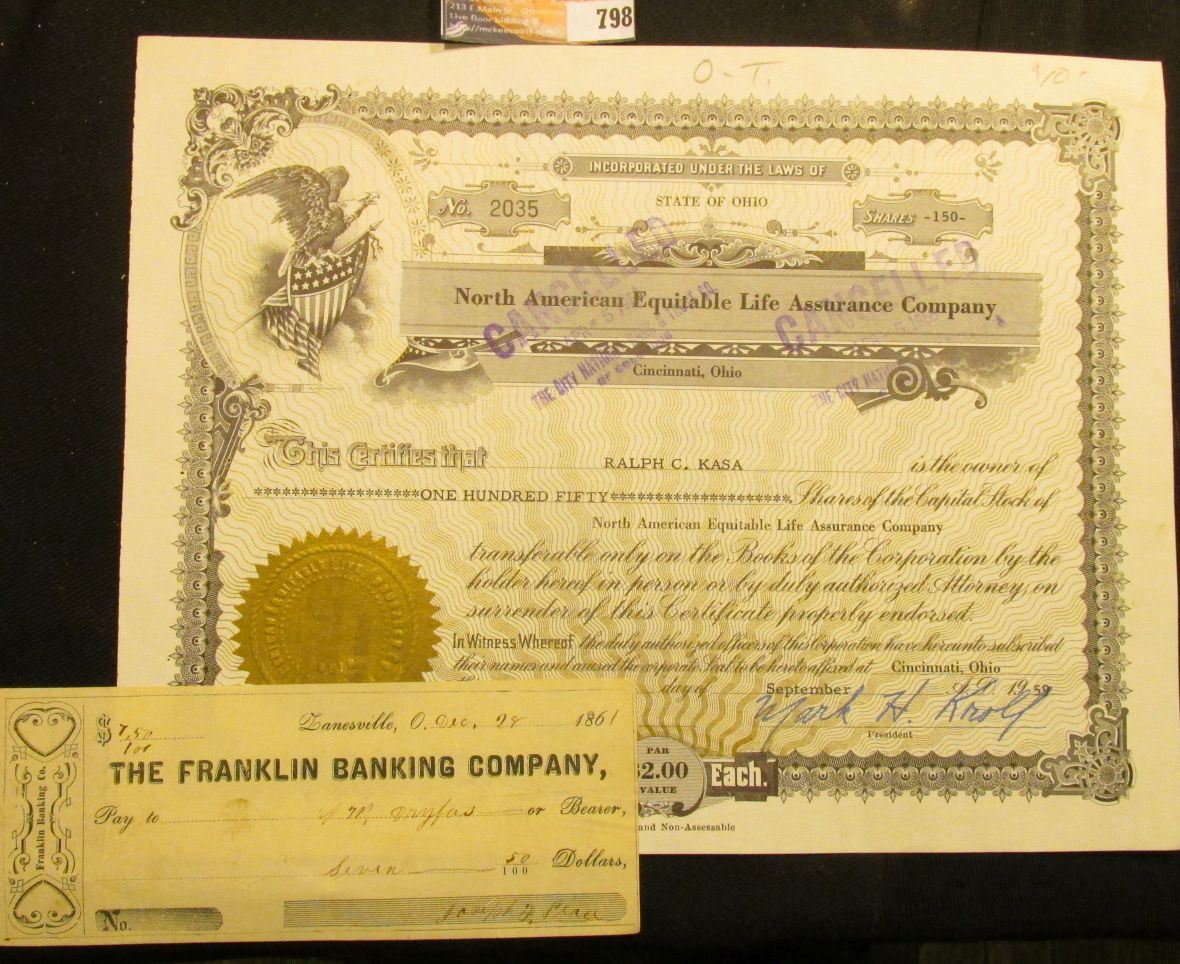 213 E.Main St., Ottumwa
Live floor bidding @
http://mckeecoins.com
798
O-T.
10-
INCORPORATED UNDER THE LAWS OF
STATE OF OHIO
No. 2035
SHARES -150-
North American Equitable Life Assurance Company
CANCELLED
CANCELLED
THE CITY NATIONAL
THE CITY NATI
Cincinnati, Ohio
This Certifies that RALPH C. KASA is the owner of
******************ONE HUNDRED FIFTY********************Shares of the Capital Stock of
North American Equitable Life Assurance Company
transferable only on the Books of the Corporation by the
holder hereof in person or by duly authorized Attorney, on
surrender of this Certificate properly endorsed.
In Witness Whereof the duly authorized officers of this Corporation have hereunto subscribed
their names and caused the corporate Seal to be hereto affixed at Cincinnati, Ohio
day of September A.D. 1959
Mark H. Kroll
President
PAR
$2.00 Each.
VALUE
and Non-Assessable
$ 7,50/100 Zanesville, O. Dec. 28 1861
THE FRANKLIN BANKING COMPANY,
Pay to Dryfus or Bearer,
Seven 50/100 Dollars,
No. Joseph
Franklin Banking Co.